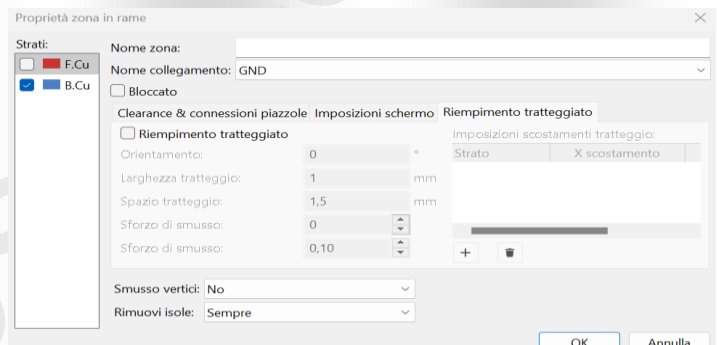 Proprietà zona in rame
Strati:
F.Cu
B.Cu
Nome zona:
Nome collegamento: GND
Bloccato
Clearance & connessioni piazzole Imposizioni schermo Riempimento tratteggiato
Riempimento tratteggiato
Orientamento: 0 °
Larghezza tratteggio: 1 mm
Spazio tratteggio: 1,5 mm
Sforzo di smusso: 0
Sforzo di smusso: 0,10
Imposizioni scostamenti tratteggio:
Strato X scostamento
Smusso vertici: No
Rimuovi isole: Sempre
OK Annulla